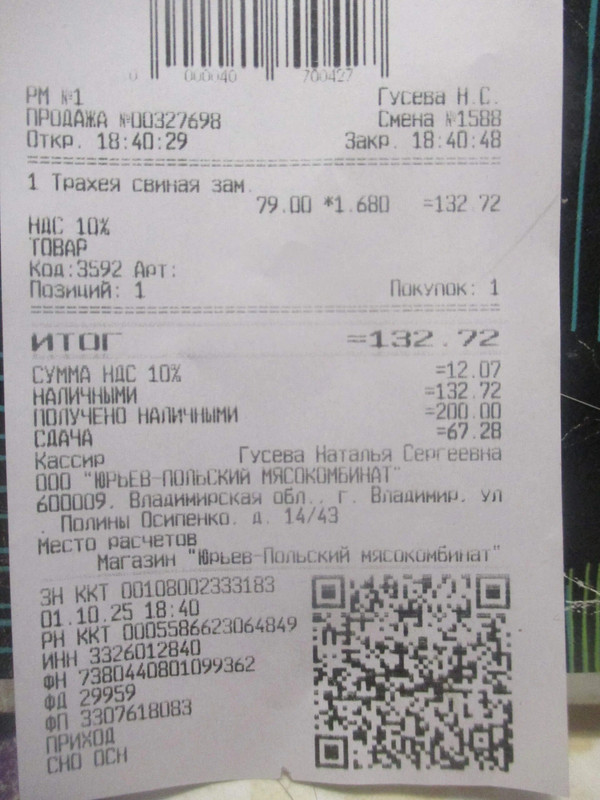 0 000040 700427
РМ №1 Гусева Н.С.
ПРОДАЖА №00327698 Смена №1588
Откр. 18:40:29 Закр. 18:40:48
1 Трахея свиная зам.
79.00 *1.680 =132.72
НДС 10%
ТОВАР
Код:3592 Арт:
Позиций: 1 Покупок: 1
ИТОГ =132.72
СУММА НДС 10% =12.07
НАЛИЧНЫМИ =132.72
ПОЛУЧЕНО НАЛИЧНЫМИ =200.00
СДАЧА =67.28
Кассир Гусева Наталья Сергеевна
ООО "ЮРЬЕВ-ПОЛЬСКИЙ МЯСОКОМБИНАТ"
600009, Владимирская обл., г. Владимир, ул
. Полины Осипенко, д. 14/43
Место расчетов
Магазин "Юрьев-Польский мясокомбинат"
ЗН ККТ 00108002333183
01.10.25 18:40
РН ККТ 0005586623064849
ИНН 3326012840
ФН 7380440801099362
ФД 29959
ФП 3307618083
ПРИХОД
СНО ОСН